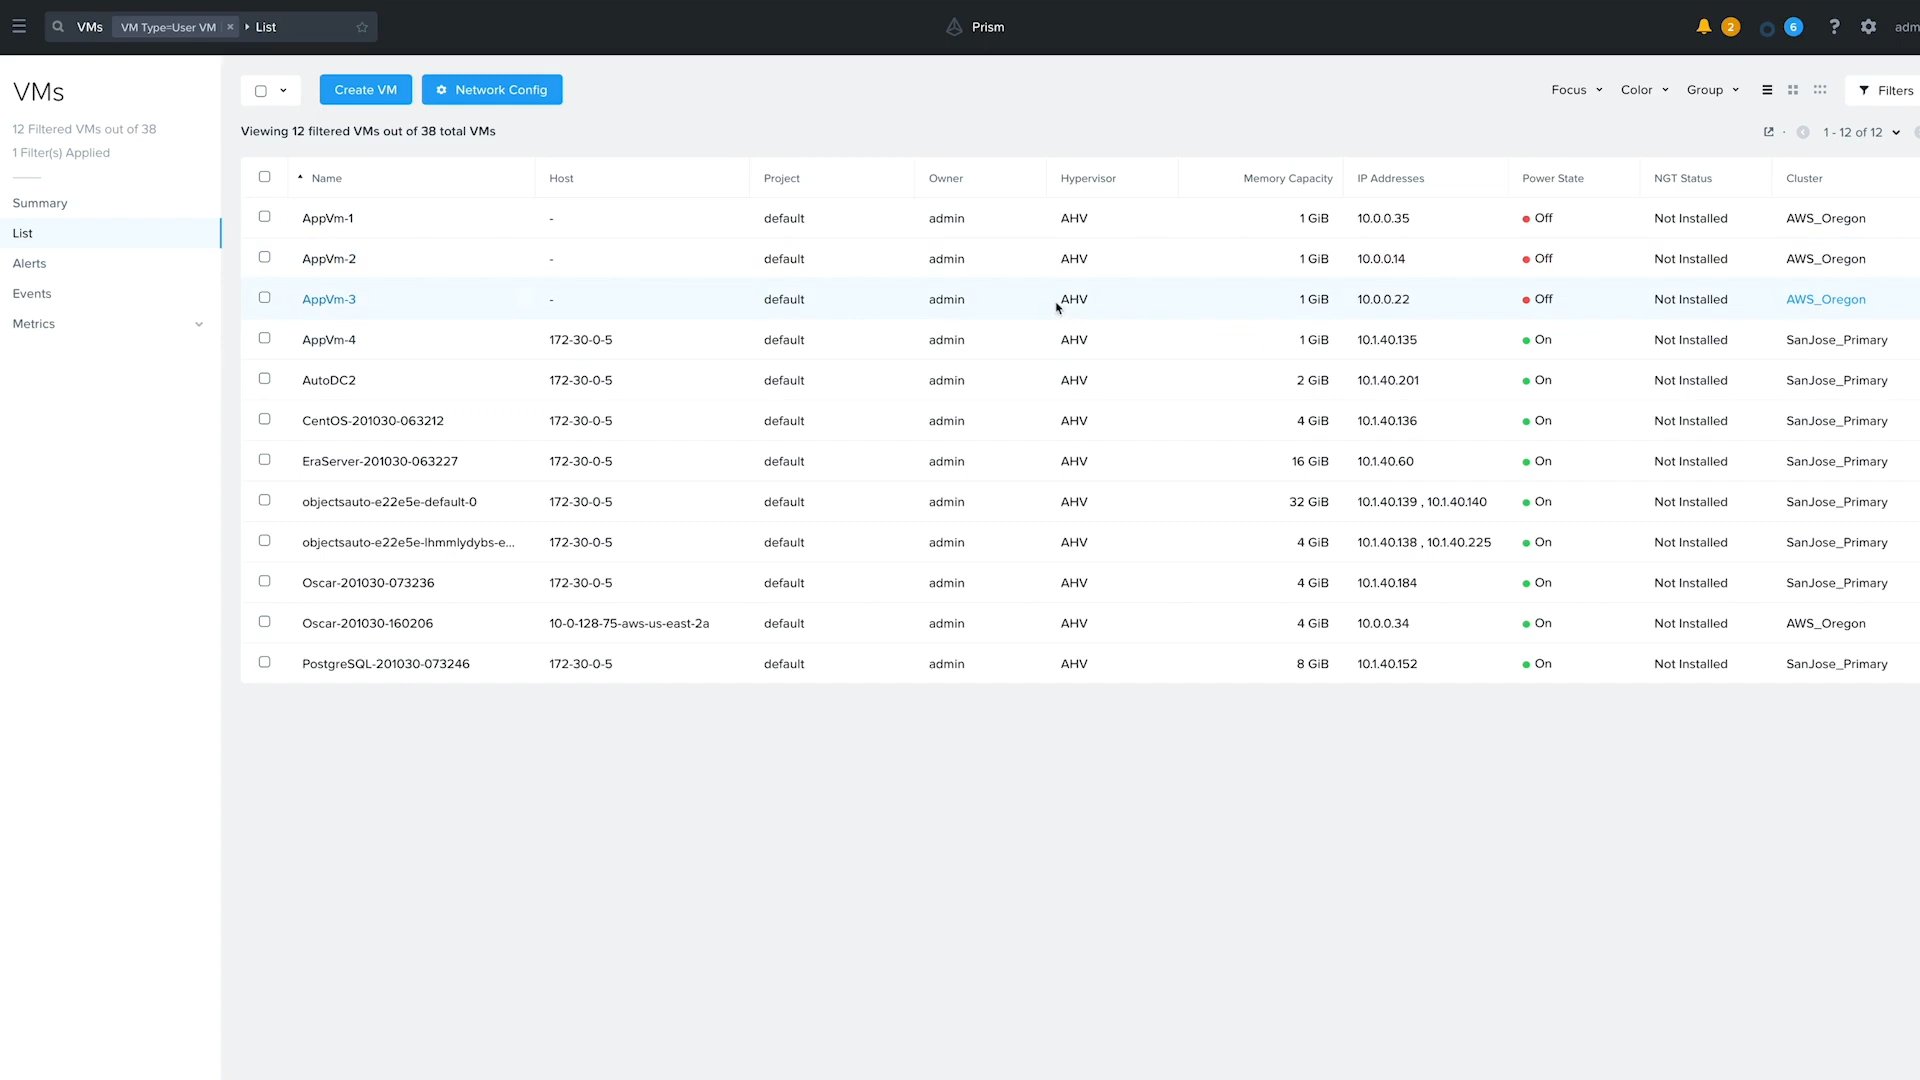 VMs VM Type=User VM × List Prism 2 6 ? adm
VMs
12 Filtered VMs out of 38
1 Filter(s) Applied
Summary
List
Alerts
Events
Metrics
Create VM Network Config Focus Color Group Filters
Viewing 12 filtered VMs out of 38 total VMs 1 - 12 of 12
Name Host Project Owner Hypervisor Memory Capacity IP Addresses Power State NGT Status Cluster
AppVm-1 - default admin AHV 1 GiB 10.0.0.35 Off Not Installed AWS_Oregon
AppVm-2 - default admin AHV 1 GiB 10.0.0.14 Off Not Installed AWS_Oregon
AppVm-3 - default admin AHV 1 GiB 10.0.0.22 Off Not Installed AWS_Oregon
AppVm-4 172-30-0-5 default admin AHV 1 GiB 10.1.40.135 On Not Installed SanJose_Primary
AutoDC2 172-30-0-5 default admin AHV 2 GiB 10.1.40.201 On Not Installed SanJose_Primary
CentOS-201030-063212 172-30-0-5 default admin AHV 4 GiB 10.1.40.136 On Not Installed SanJose_Primary
EraServer-201030-063227 172-30-0-5 default admin AHV 16 GiB 10.1.40.60 On Not Installed SanJose_Primary
objectsauto-e22e5e-default-0 172-30-0-5 default admin AHV 32 GiB 10.1.40.139 , 10.1.40.140 On Not Installed SanJose_Primary
objectsauto-e22e5e-lhmmlydybs-e... 172-30-0-5 default admin AHV 4 GiB 10.1.40.138 , 10.1.40.225 On Not Installed SanJose_Primary
Oscar-201030-073236 172-30-0-5 default admin AHV 4 GiB 10.1.40.184 On Not Installed SanJose_Primary
Oscar-201030-160206 10-0-128-75-aws-us-east-2a default admin AHV 4 GiB 10.0.0.34 On Not Installed AWS_Oregon
PostgreSQL-201030-073246 172-30-0-5 default admin AHV 8 GiB 10.1.40.152 On Not Installed SanJose_Primary